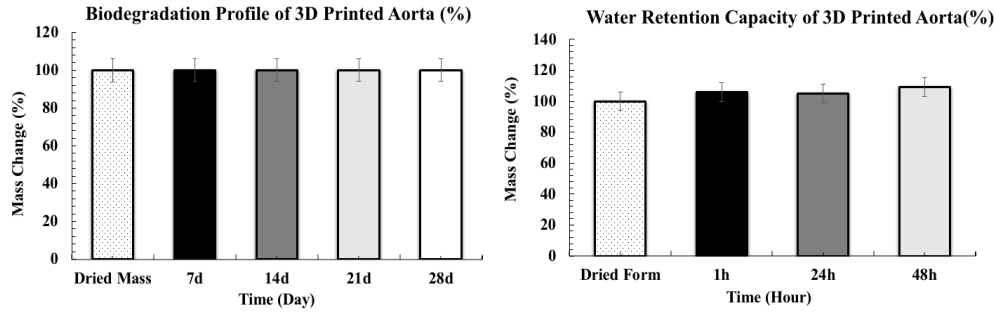 Biodegradation Profile of 3D Printed Aorta (%)
Mass Change (%)
120
100
80
60
40
20
0
Dried Mass 7d 14d 21d 28d
Time (Day)
Water Retention Capacity of 3D Printed Aorta(%)
Mass Change (%)
140
120
100
80
60
40
20
0
Dried Form 1h 24h 48h
Time (Hour)